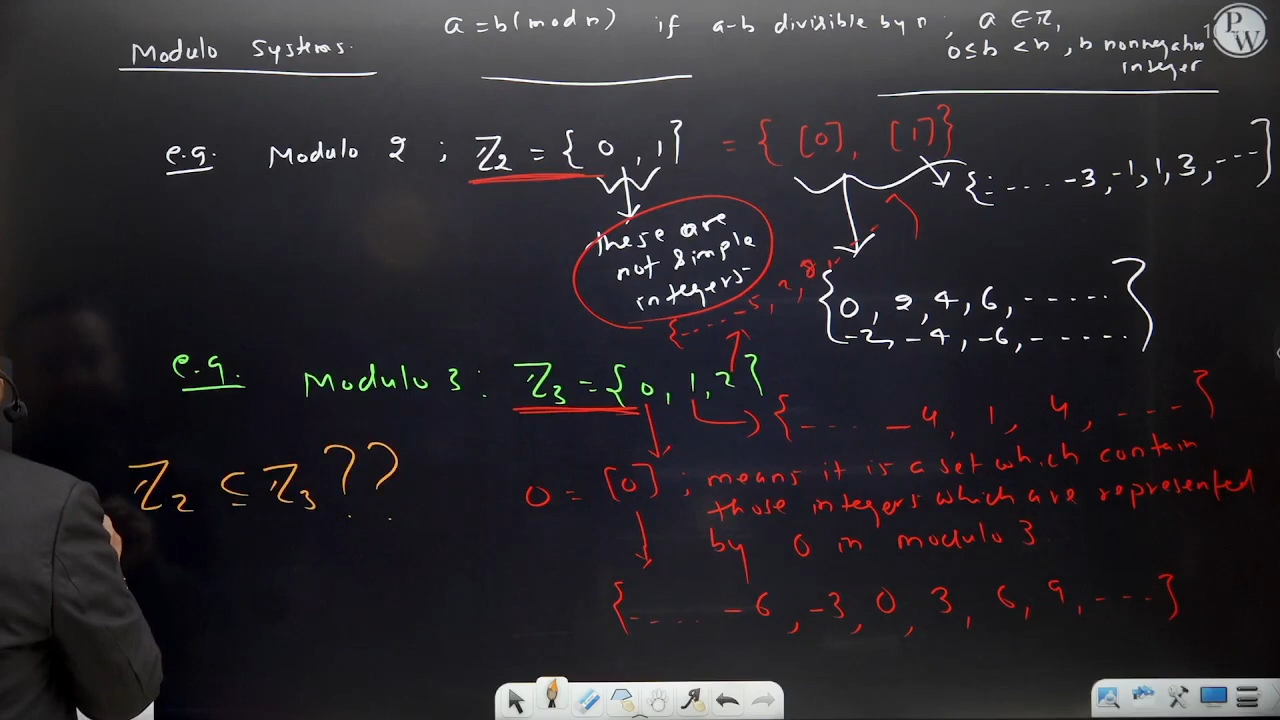 Modulo Systems.
a = b (mod n) if a-b divisible by n ; a ∈ Z,
0 ≤ b < n , b nonnegative
integer
PW
e.g. Modulo 2 ; Z₂ = { 0 , 1 } = { [0], [1] }
{ ..... -3, -1, 1, 3, --- }
these are
not simple
integers
{ 0, 2, 4, 6, ......
-2, -4, -6, ...... }
e.g. Modulo 3 : Z₃ = { 0, 1, 2 }
{ .... -4, 1, 4, .... }
Z₂ ⊆ Z₃ ??
0 = [0] ; means it is a set which contain
those integers which are represented
by 0 in modulo 3.
{ ..... -6, -3, 0, 3, 6, 9, .... }